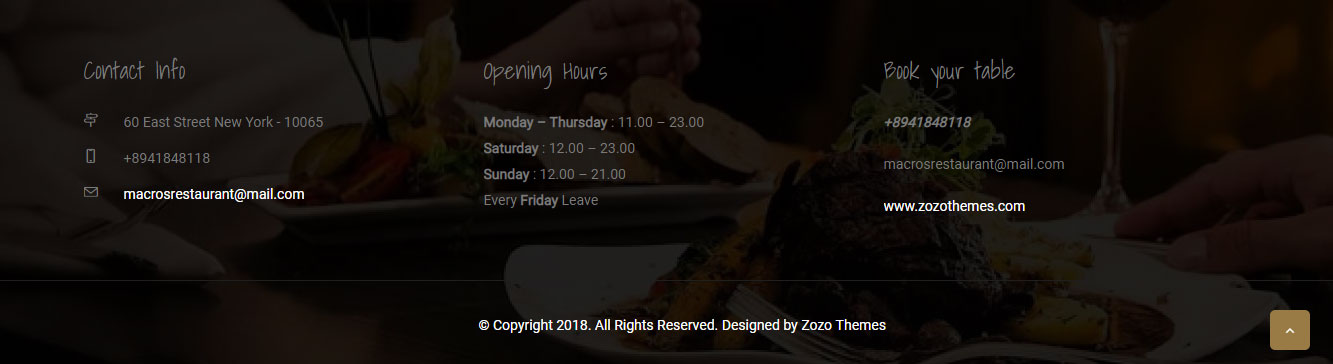 Contact Info
60 East Street New York - 10065
+8941848118
macrosrestaurant@mail.com
Opening Hours
Monday – Thursday : 11.00 – 23.00
Saturday : 12.00 – 23.00
Sunday : 12.00 – 21.00
Every Friday Leave
Book your table
+8941848118
macrosrestaurant@mail.com
www.zozothemes.com
© Copyright 2018. All Rights Reserved. Designed by Zozo Themes